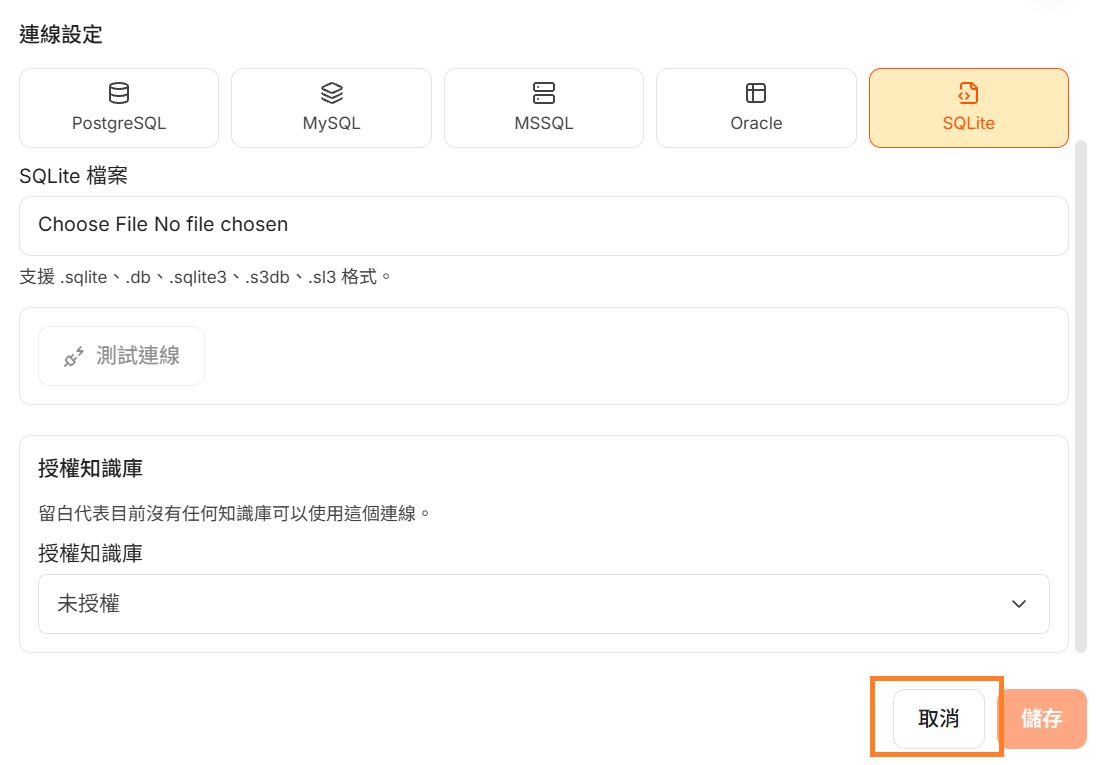 連線設定
PostgreSQL MySQL MSSQL Oracle SQLite
SQLite 檔案
Choose File No file chosen
支援 .sqlite、.db、.sqlite3、.s3db、.sl3 格式。
測試連線
授權知識庫
留白代表目前沒有任何知識庫可以使用這個連線。
授權知識庫
未授權
取消 儲存